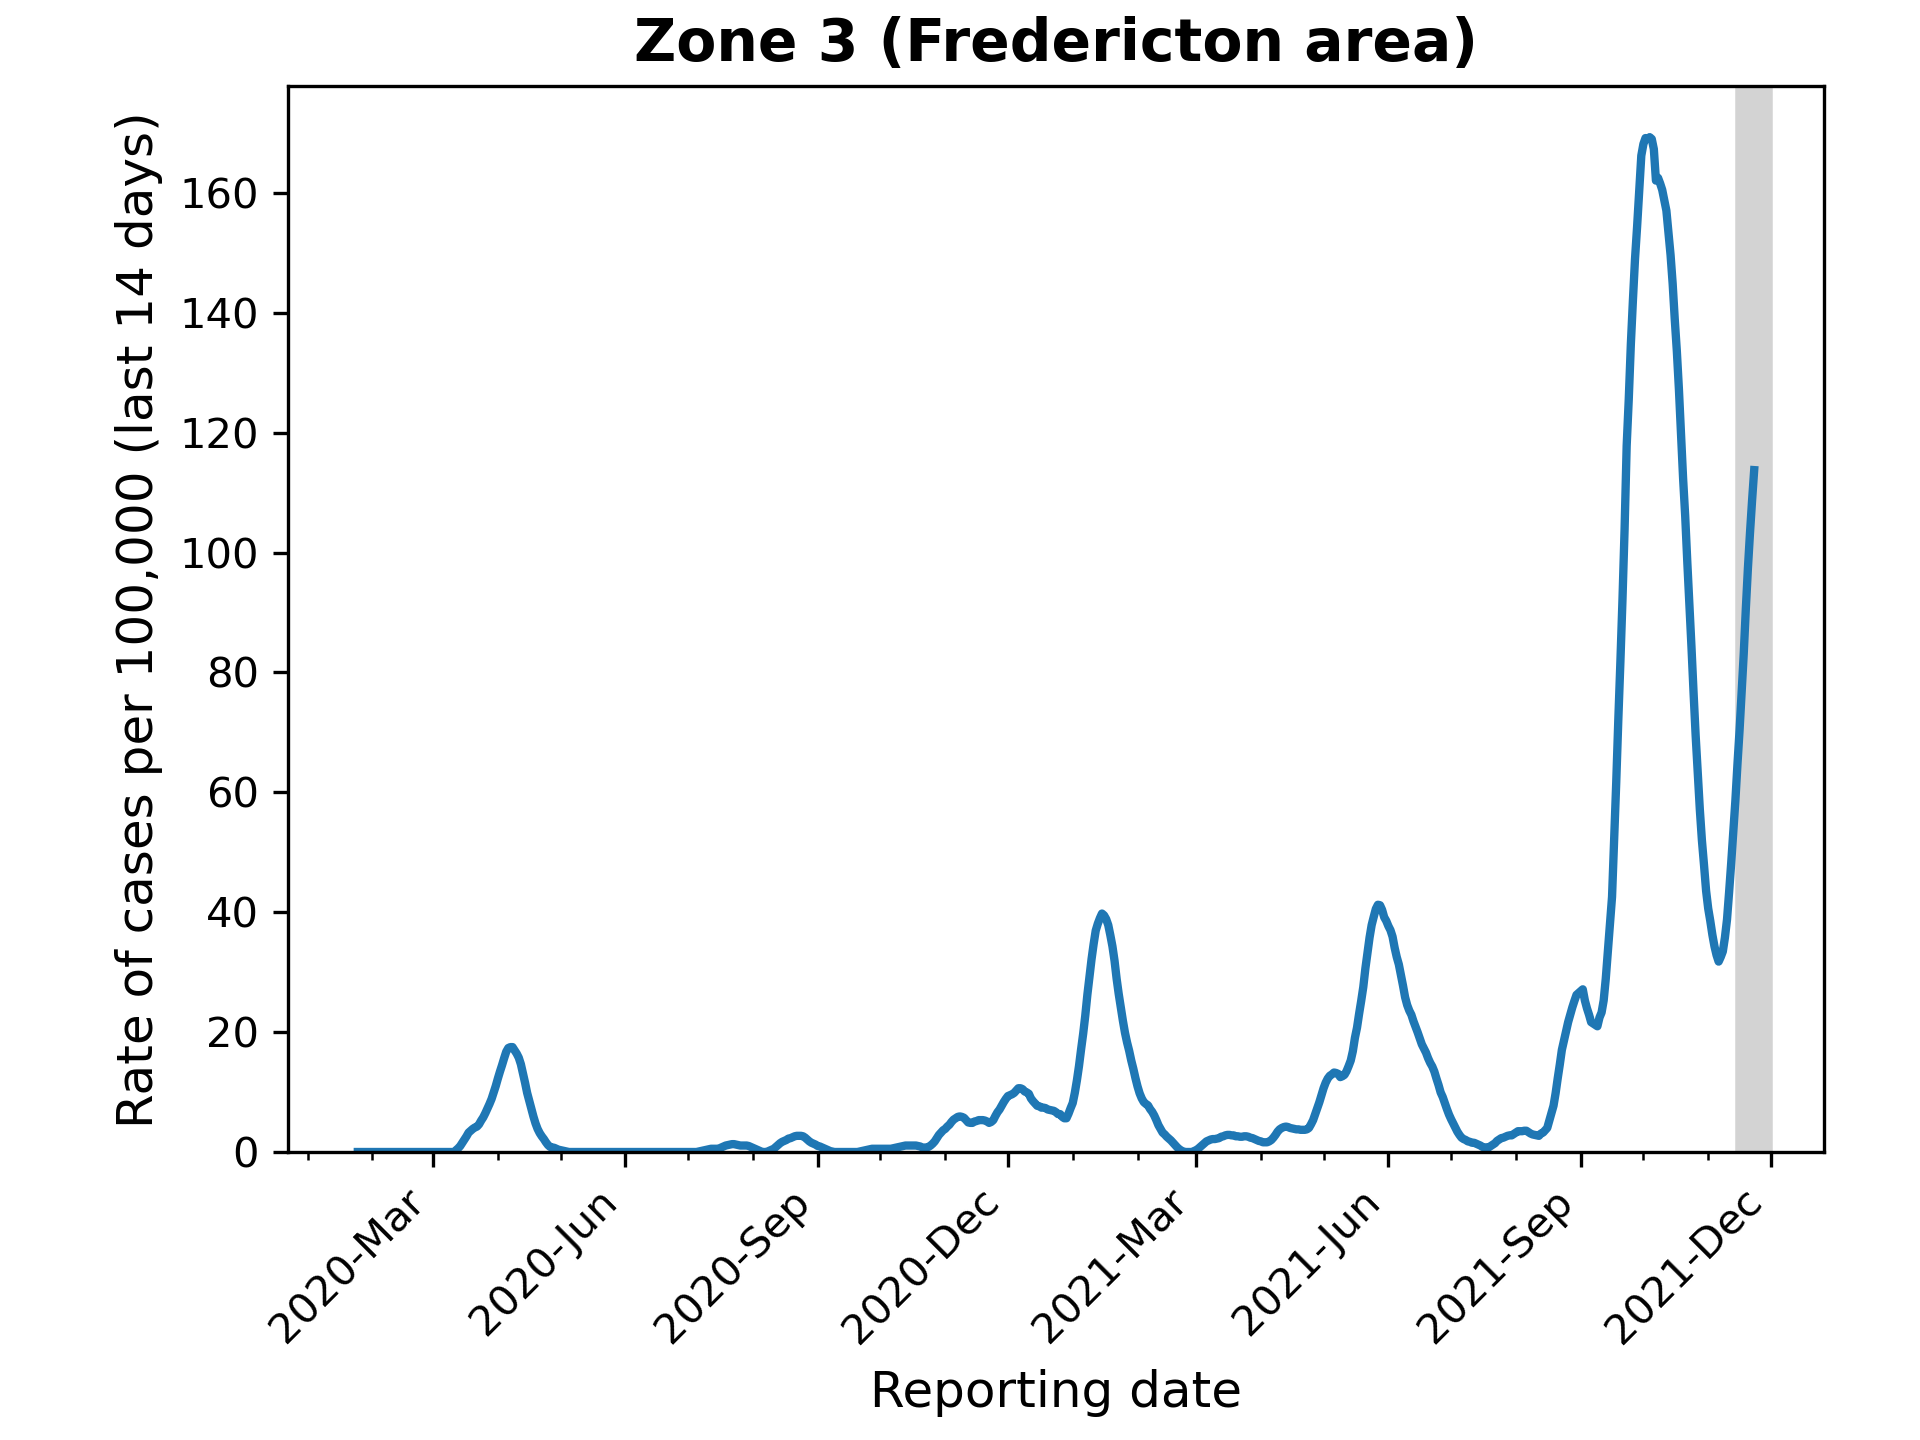 Zone 3 (Fredericton area)
Rate of cases per 100,000 (last 14 days)
160
140
120
100
80
60
40
20
0
2020-Mar
2020-Jun
2020-Sep
2020-Dec
2021-Mar
2021-Jun
2021-Sep
2021-Dec
Reporting date